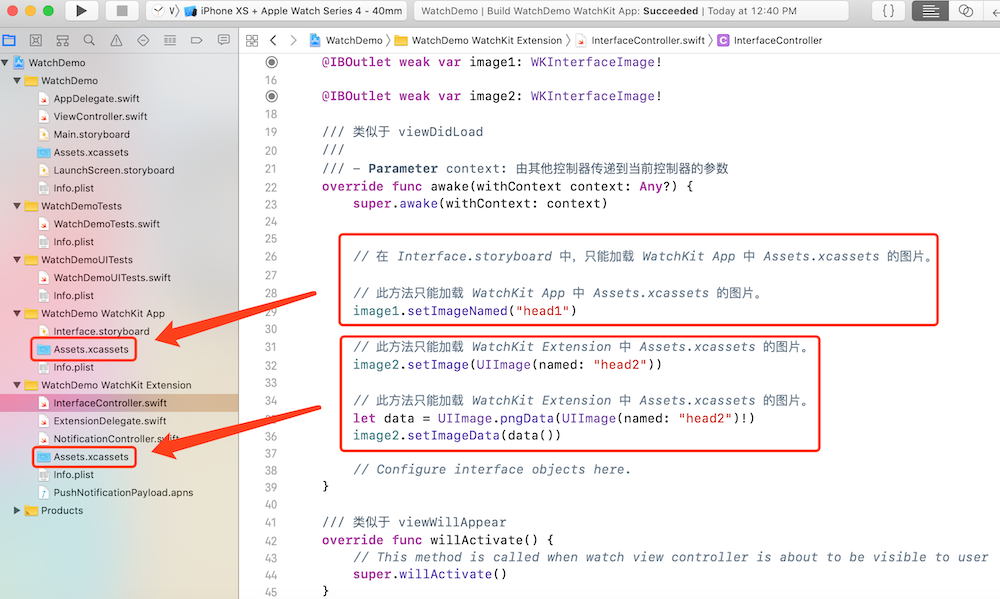 iPhone XS + Apple Watch Series 4 - 40mm
WatchDemo | Build WatchDemo WatchKit App: Succeeded | Today at 12:40 PM
WatchDemo
WatchDemo WatchKit Extension
InterfaceController.swift
InterfaceController
WatchDemo
WatchDemo
AppDelegate.swift
ViewController.swift
Main.storyboard
Assets.xcassets
LaunchScreen.storyboard
Info.plist
WatchDemoTests
WatchDemoTests.swift
Info.plist
WatchDemoUITests
WatchDemoUITests.swift
Info.plist
WatchDemo WatchKit App
Interface.storyboard
Assets.xcassets
Info.plist
WatchDemo WatchKit Extension
InterfaceController.swift
ExtensionDelegate.swift
NotificationController.swift
Assets.xcassets
Info.plist
PushNotificationPayload.apns
Products
@IBOutlet weak var image1: WKInterfaceImage!
16
@IBOutlet weak var image2: WKInterfaceImage!
18
19 /// 类似于 viewDidLoad
20 ///
21 /// - Parameter context: 由其他控制器传递到当前控制器的参数
22 override func awake(withContext context: Any?) {
23 super.awake(withContext: context)
24
25
26 // 在 Interface.storyboard 中，只能加载 WatchKit App 中 Assets.xcassets 的图片。
27
28 // 此方法只能加载 WatchKit App 中 Assets.xcassets 的图片。
29 image1.setImageNamed("head1")
30
31 // 此方法只能加载 WatchKit Extension 中 Assets.xcassets 的图片。
32 image2.setImage(UIImage(named: "head2"))
33
34 // 此方法只能加载 WatchKit Extension 中 Assets.xcassets 的图片。
let data = UIImage.pngData(UIImage(named: "head2")!)
36 image2.setImageData(data())
37
38 // Configure interface objects here.
39 }
40
41 /// 类似于 viewWillAppear
42 override func willActivate() {
43 // This method is called when watch view controller is about to be visible to user
44 super.willActivate()
45 }